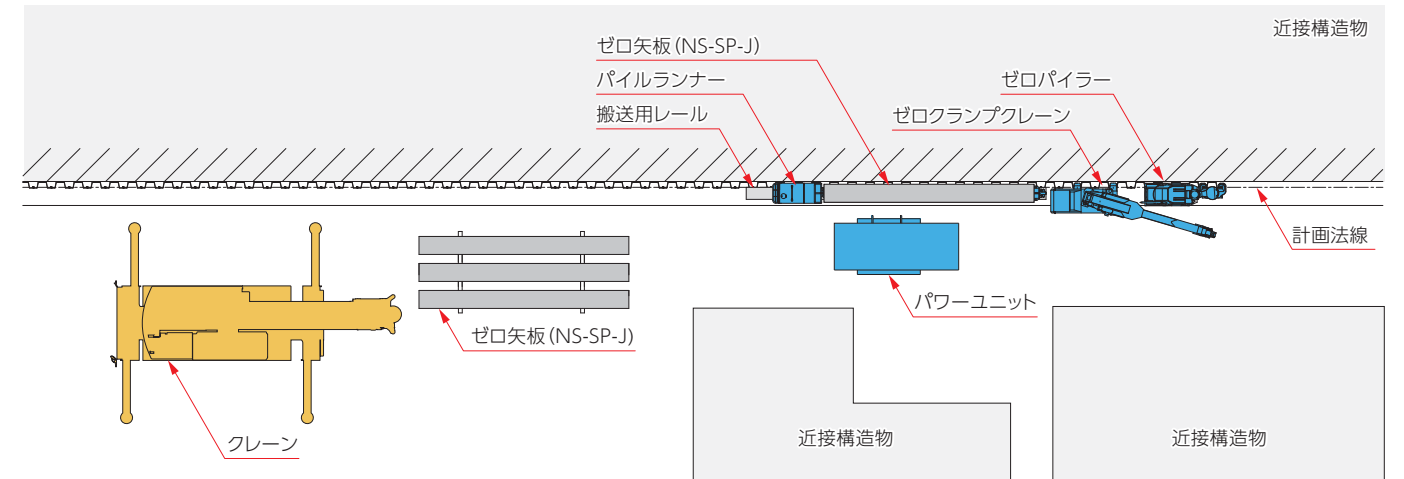 近接構造物
ゼロ矢板(NS-SP-J)
パイルランナー
搬送用レール
ゼロパイラー
ゼロクランプクレーン
計画法線
パワーユニット
ゼロ矢板(NS-SP-J)
クレーン
近接構造物
近接構造物